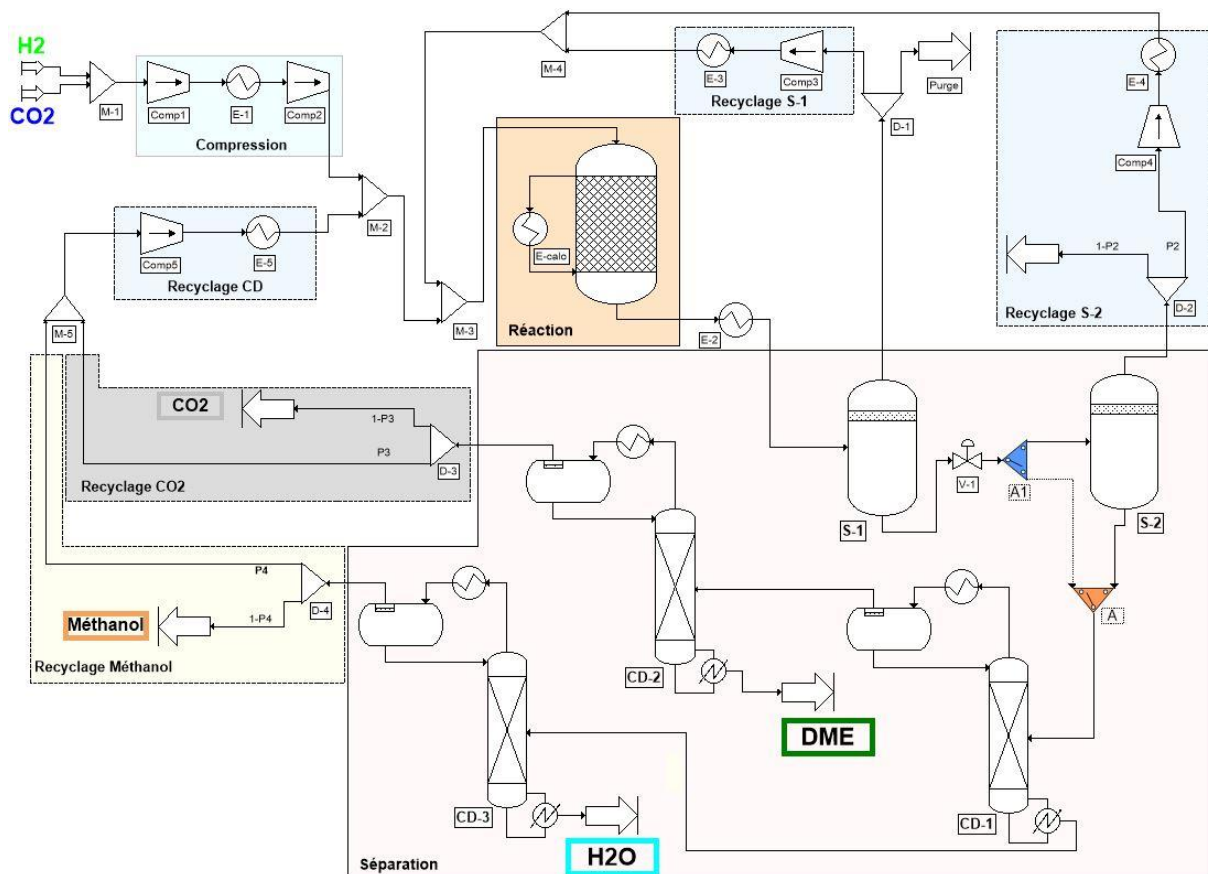 H2
CO2
M-1
Comp1
E-1
Comp2
Compression
M-4
E-3
Comp3
Recyclage S-1
Purge
D-1
E-4
Comp4
1-P2
P2
D-2
Recyclage S-2
M-2
Comp5
E-5
Recyclage CD
M-5
E-calo
Réaction
M-3
E-2
CO2
1-P3
P3
D-3
Recyclage CO2
S-1
V-1
A1
S-2
A
P4
D-4
Méthanol
1-P4
Recyclage Méthanol
CD-2
DME
CD-3
CD-1
H2O
Séparation